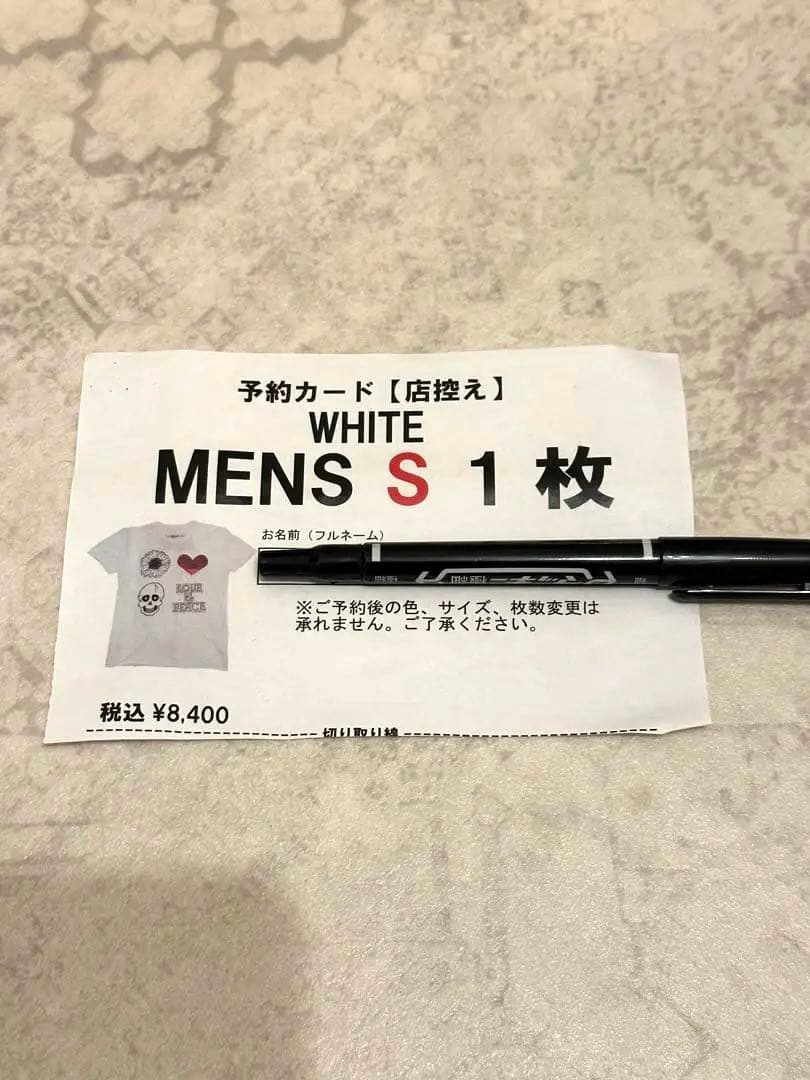 予約カード【店控え】
WHITE
MENS S 1 枚
お名前（フルネーム）
※ご予約後の色、サイズ、枚数変更は
承れません。ご了承ください。
税込 ¥8,400
切り取り線